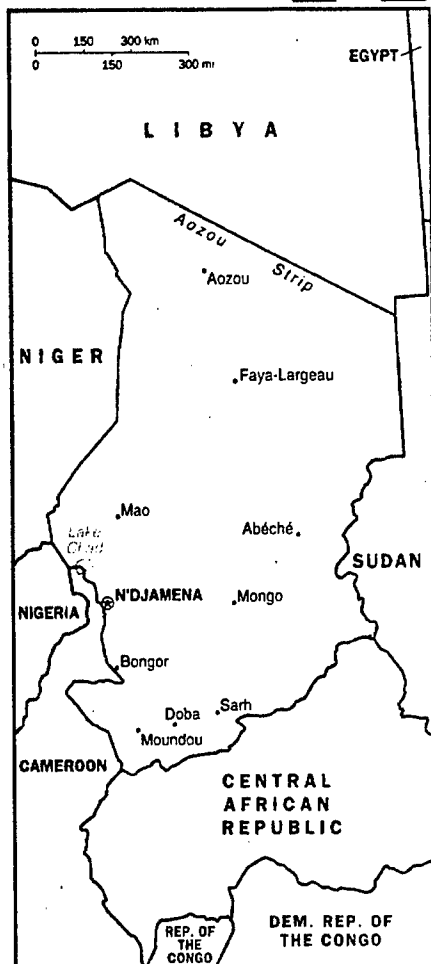 0 150 300 km
0 150 300 mi
EGYPT
LIBYA
Aozou Strip
Aozou
NIGER
Faya-Largeau
Mao
Abéché
Lake
Chad
SUDAN
N'DJAMENA
Mongo
NIGERIA
Bongor
Sarh
Doba
Moundou
CAMEROON
CENTRAL
AFRICAN
REPUBLIC
REP. OF
THE
CONGO
DEM. REP. OF
THE CONGO